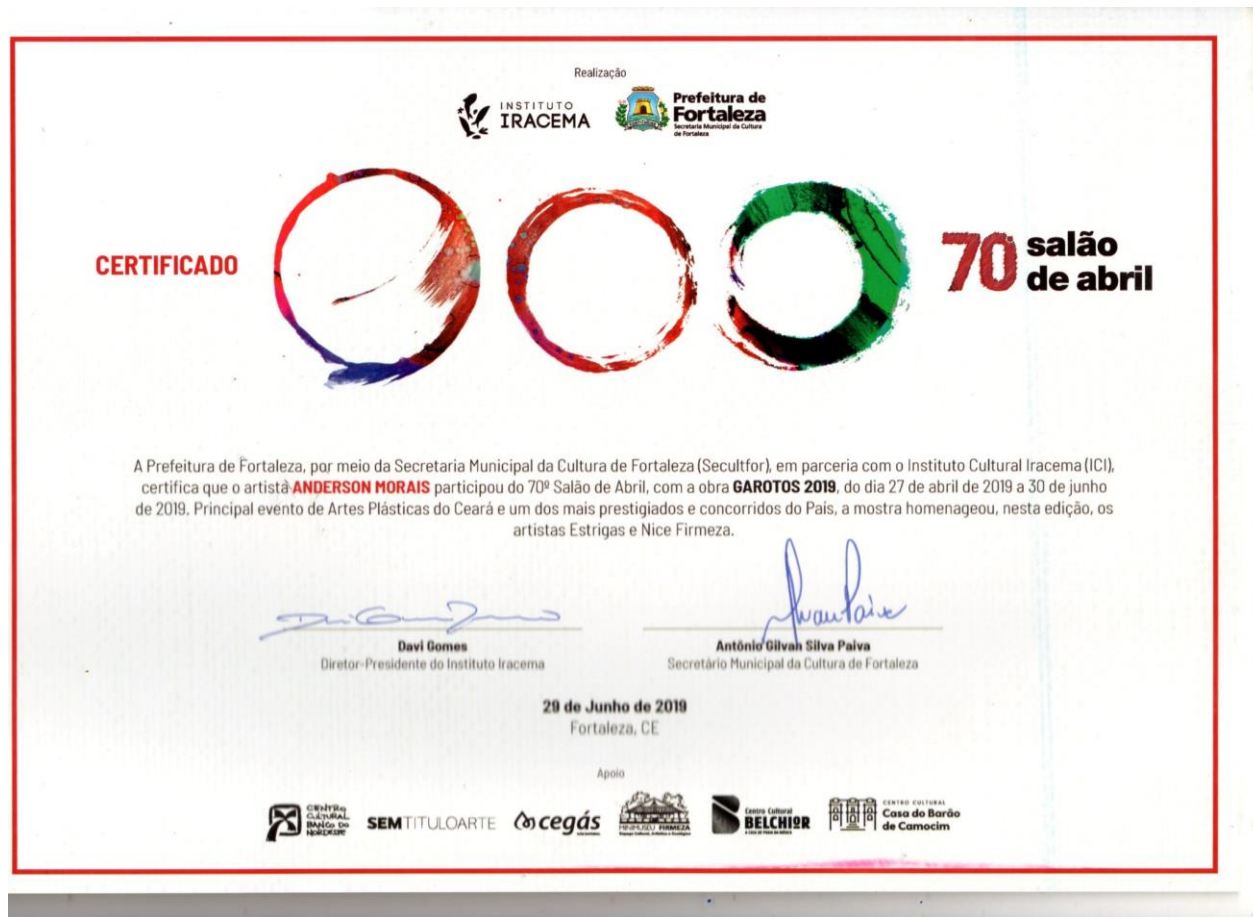 Realização
INSTITUTO
IRACEMA
Prefeitura de
Fortaleza
Secretaria Municipal da Cultura
de Fortaleza
CERTIFICADO
70 salão
de abril
A Prefeitura de Fortaleza, por meio da Secretaria Municipal da Cultura de Fortaleza (Secultfor), em parceria com o Instituto Cultural Iracema (ICI),
certifica que o artista ANDERSON MORAIS participou do 70º Salão de Abril, com a obra GAROTOS 2019, do dia 27 de abril de 2019 a 30 de junho
de 2019. Principal evento de Artes Plásticas do Ceará e um dos mais prestigiados e concorridos do País, a mostra homenageou, nesta edição, os
artistas Estrigas e Nice Firmeza.
Davi Gomes
Diretor-Presidente do Instituto Iracema
Antônio Gilvan Silva Paiva
Secretário Municipal da Cultura de Fortaleza
29 de Junho de 2019
Fortaleza, CE
Apoio
CENTRO
CULTURAL
BANCO DO
NORDESTE
SEMTITULOARTE
cegás
MINIMUSEU FIRMEZA
Centro Cultural
BELCHIOR
CENTRO CULTURAL
Casa do Barão
de Camocim